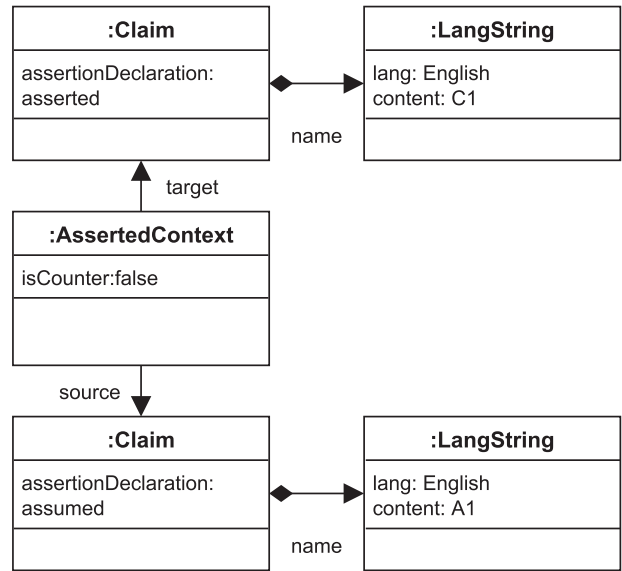 :Claim
assertionDeclaration:
asserted
:LangString
lang: English
content: C1
name
target
:AssertedContext
isCounter:false
source
:Claim
assertionDeclaration:
assumed
:LangString
lang: English
content: A1
name